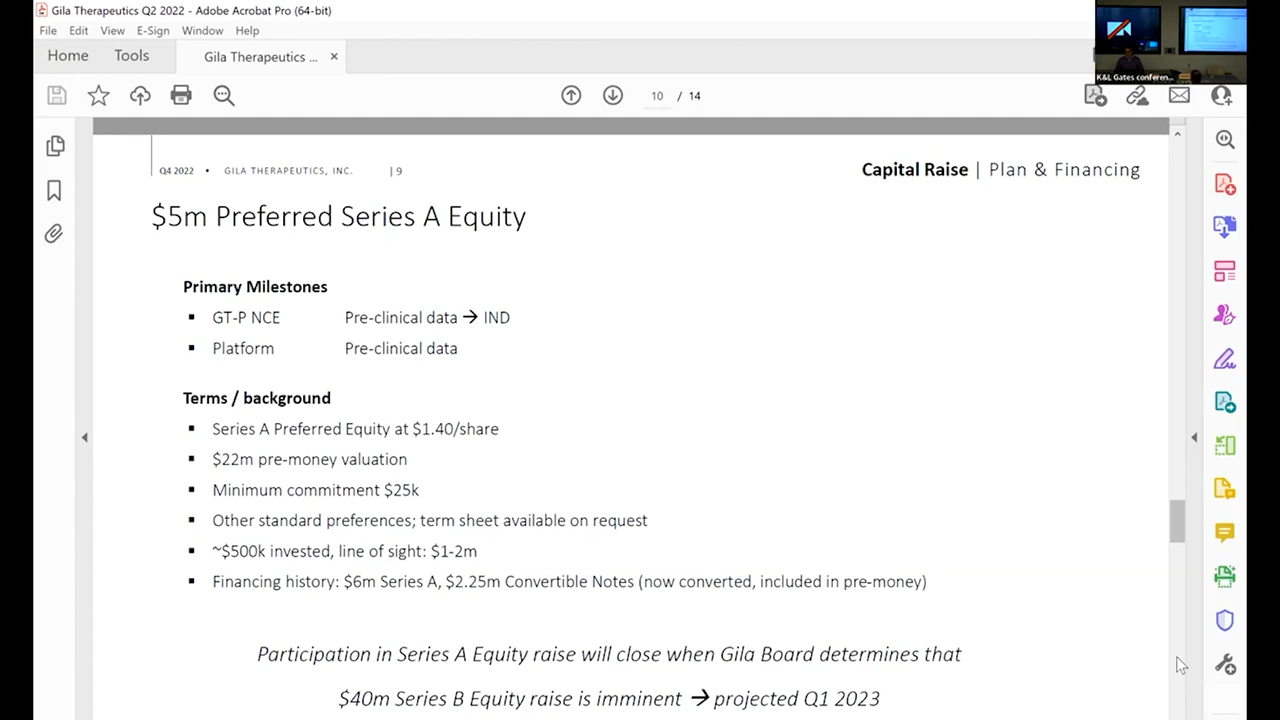 Gila Therapeutics Q2 2022 - Adobe Acrobat Pro (64-bit)
File Edit View E-Sign Window Help
Home Tools Gila Therapeutics ... ×
10 / 14
K&L Gates conferen...
Q4 2022 • GILA THERAPEUTICS, INC. | 9
Capital Raise | Plan & Financing
$5m Preferred Series A Equity
Primary Milestones
▪ GT-P NCE Pre-clinical data → IND
▪ Platform Pre-clinical data
Terms / background
▪ Series A Preferred Equity at $1.40/share
▪ $22m pre-money valuation
▪ Minimum commitment $25k
▪ Other standard preferences; term sheet available on request
▪ ~$500k invested, line of sight: $1-2m
▪ Financing history: $6m Series A, $2.25m Convertible Notes (now converted, included in pre-money)
Participation in Series A Equity raise will close when Gila Board determines that
$40m Series B Equity raise is imminent → projected Q1 2023